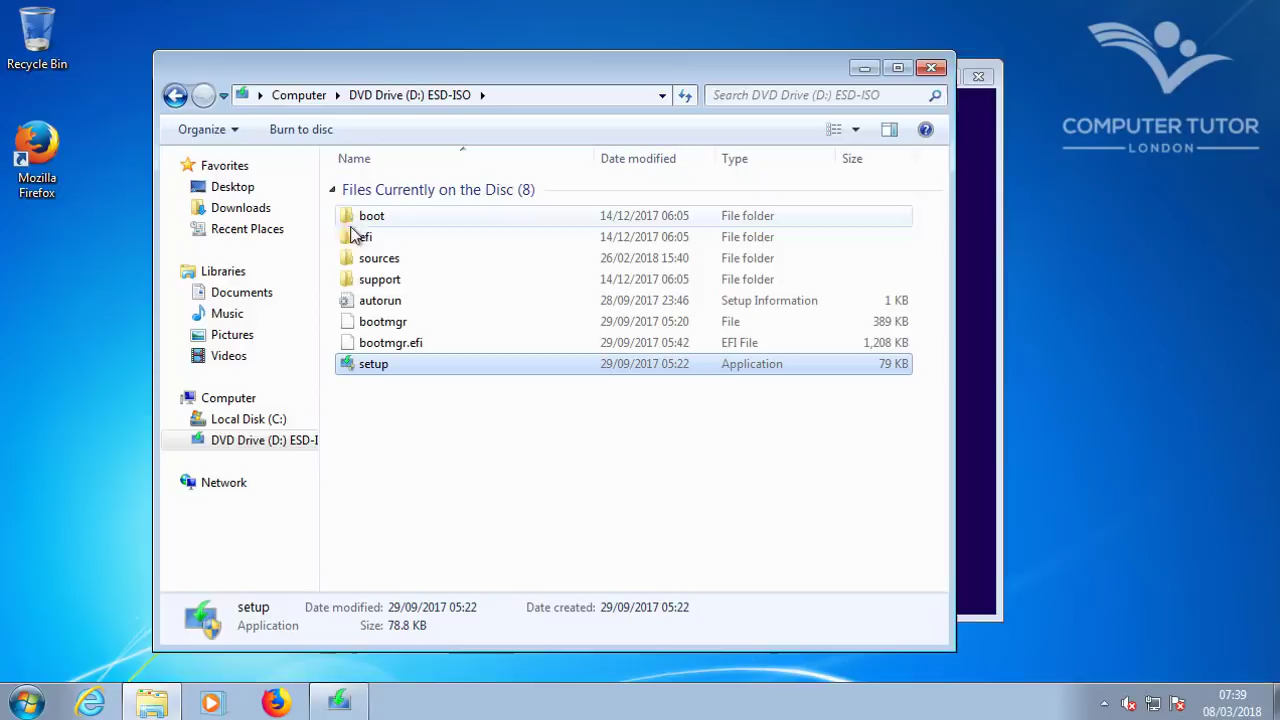 Recycle Bin
Mozilla
Firefox
COMPUTER TUTOR
LONDON
Computer
DVD Drive (D:) ESD-ISO
Search DVD Drive (D:) ESD-ISO
Organize
Burn to disc
Name
Date modified
Type
Size
Favorites
Desktop
Downloads
Recent Places
Libraries
Documents
Music
Pictures
Videos
Computer
Local Disk (C:)
DVD Drive (D:) ESD-I
Network
Files Currently on the Disc (8)
boot 14/12/2017 06:05 File folder
efi 14/12/2017 06:05 File folder
sources 26/02/2018 15:40 File folder
support 14/12/2017 06:05 File folder
autorun 28/09/2017 23:46 Setup Information 1 KB
bootmgr 29/09/2017 05:20 File 389 KB
bootmgr.efi 29/09/2017 05:42 EFI File 1,208 KB
setup 29/09/2017 05:22 Application 79 KB
setup Date modified: 29/09/2017 05:22 Date created: 29/09/2017 05:22
Application Size: 78.8 KB
07:39
08/03/2018